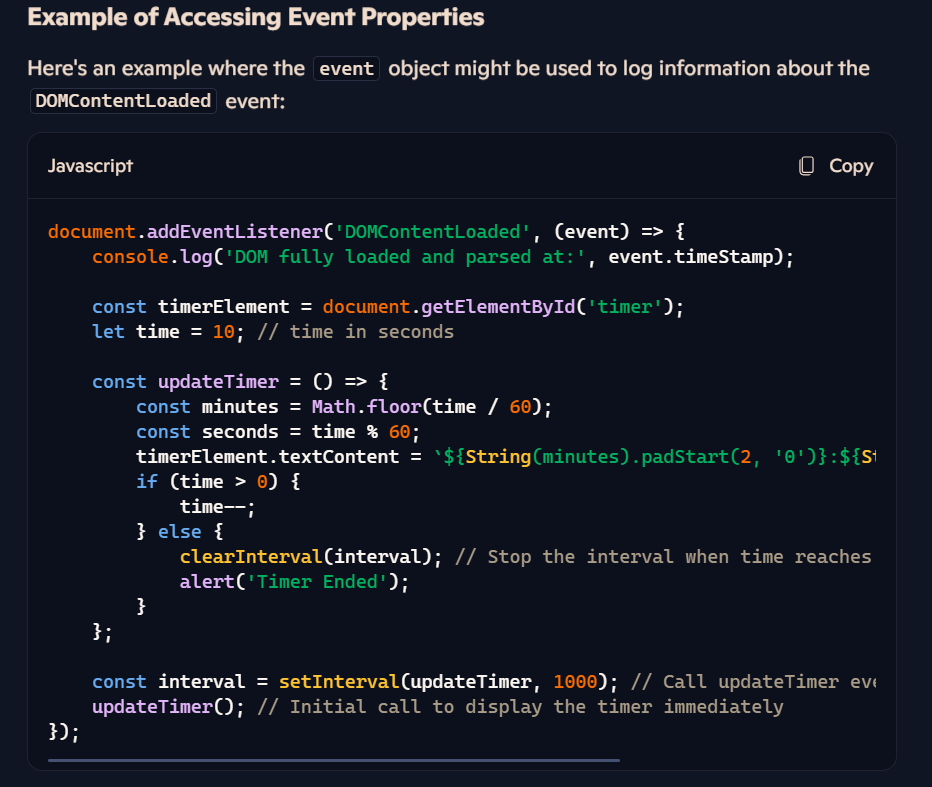 Example of Accessing Event Properties
Here's an example where the event object might be used to log information about the
DOMContentLoaded event:
Javascript
Copy
document.addEventListener('DOMContentLoaded', (event) => {
    console.log('DOM fully loaded and parsed at:', event.timeStamp);
    const timerElement = document.getElementById('timer');
    let time = 10; // time in seconds
    const updateTimer = () => {
        const minutes = Math.floor(time / 60);
        const seconds = time % 60;
        timerElement.textContent = `${String(minutes).padStart(2, '0')}:${St
        if (time > 0) {
            time--;
        } else {
            clearInterval(interval); // Stop the interval when time reaches
            alert('Timer Ended');
        }
    };
    const interval = setInterval(updateTimer, 1000); // Call updateTimer eve
    updateTimer(); // Initial call to display the timer immediately
});